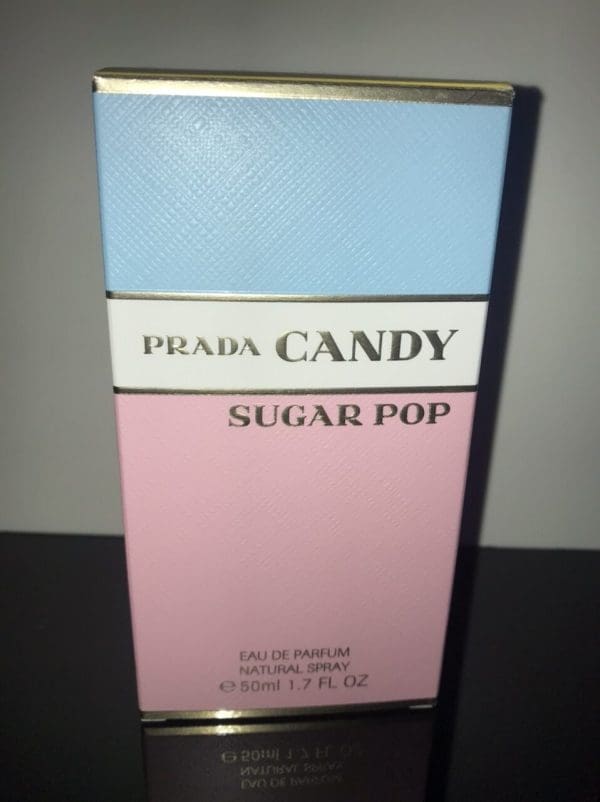 PRADA CANDY
SUGAR POP
EAU DE PARFUM
NATURAL SPRAY
℮50ml 1.7 FL OZ